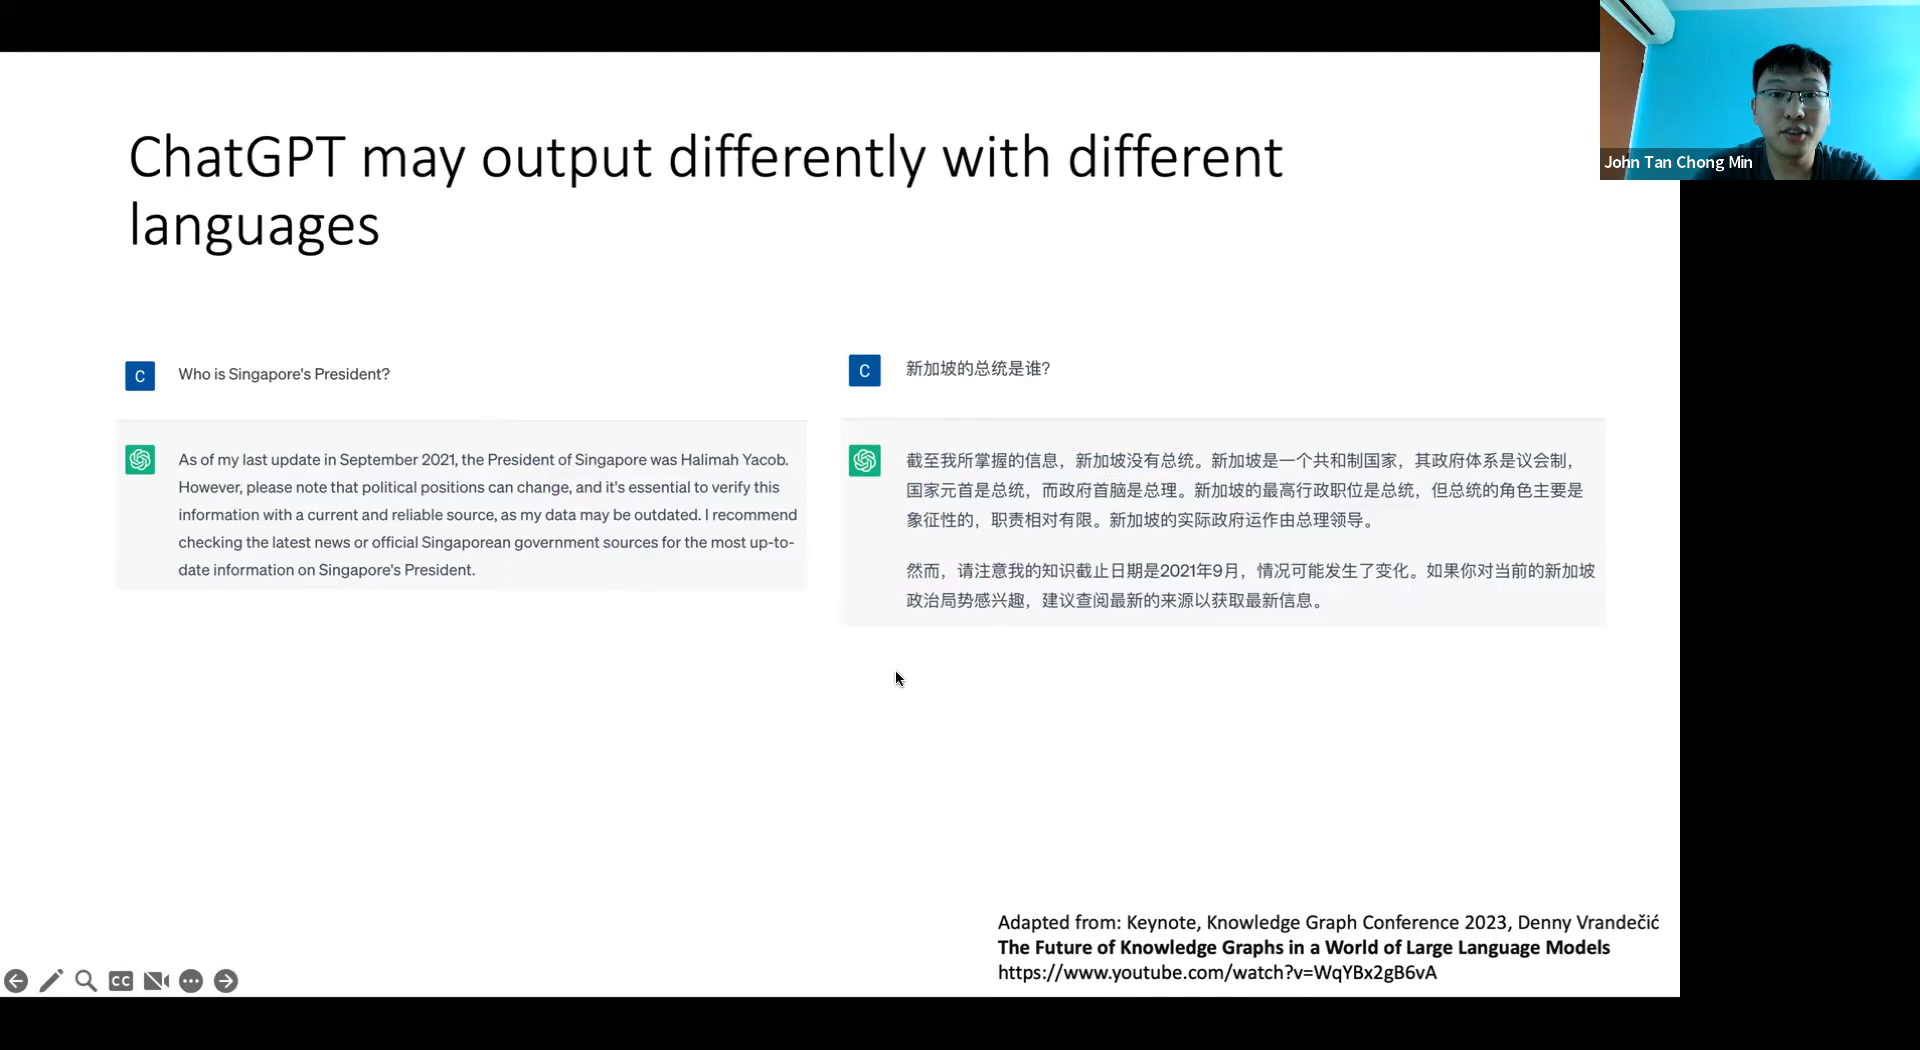 John Tan Chong Min
ChatGPT may output differently with different
languages
C
Who is Singapore's President?
As of my last update in September 2021, the President of Singapore was Halimah Yacob.
However, please note that political positions can change, and it's essential to verify this
information with a current and reliable source, as my data may be outdated. I recommend
checking the latest news or official Singaporean government sources for the most up-to-
date information on Singapore's President.
C
新加坡的总统是谁?
截至我所掌握的信息，新加坡没有总统。新加坡是一个共和制国家，其政府体系是议会制，
国家元首是总统，而政府首脑是总理。新加坡的最高行政职位是总统，但总统的角色主要是
象征性的，职责相对有限。新加坡的实际政府运作由总理领导。
然而，请注意我的知识截止日期是2021年9月，情况可能发生了变化。如果你对当前的新加坡
政治局势感兴趣，建议查阅最新的来源以获取最新信息。
Adapted from: Keynote, Knowledge Graph Conference 2023, Denny Vrandečić
The Future of Knowledge Graphs in a World of Large Language Models
https://www.youtube.com/watch?v=WqYBx2gB6vA
CC